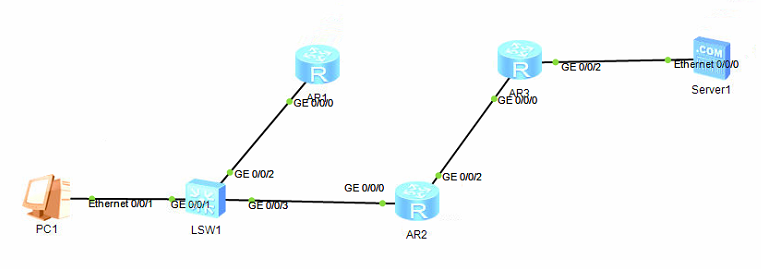 R
AR1
GE 0/0/0
R
AR3
GE 0/0/2
GE 0/0/0
.COM
Ethernet 0/0/0
Server1
GE 0/0/2
GE 0/0/2
PC1
Ethernet 0/0/1
GE 0/0/1
LSW1
GE 0/0/3
GE 0/0/0
R
AR2